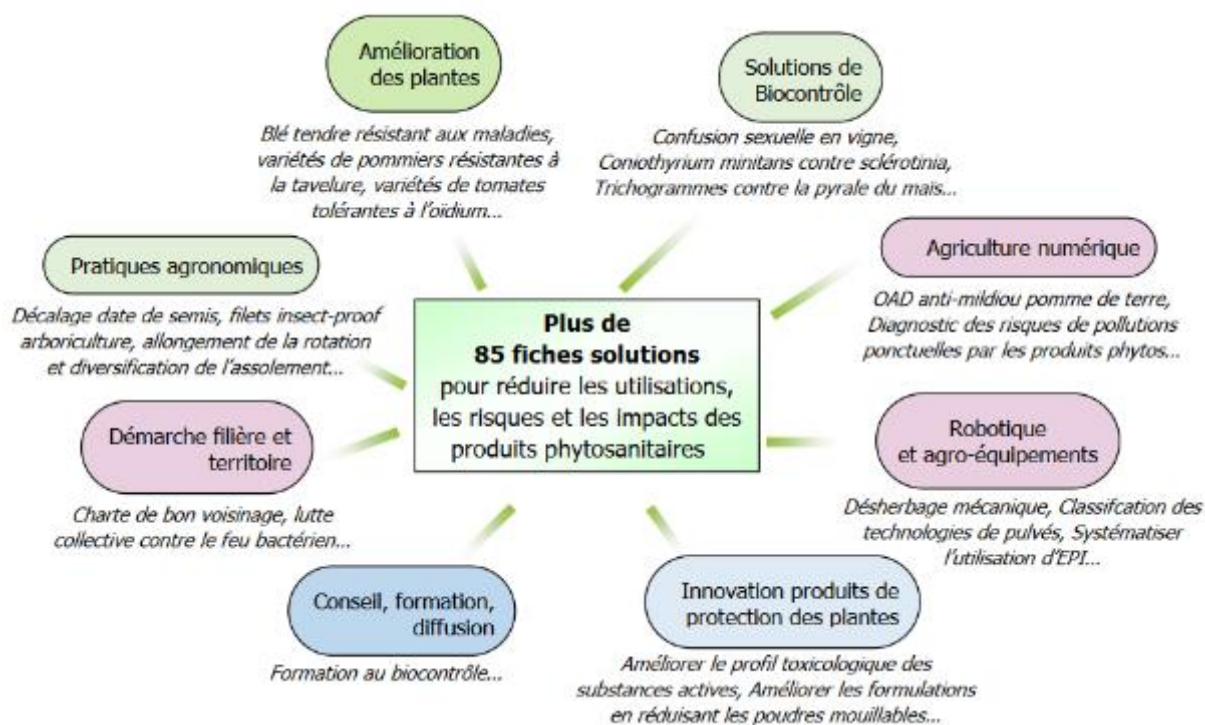 Amélioration
des plantes
Blé tendre résistant aux maladies,
variétés de pommiers résistantes à
la tavelure, variétés de tomates
tolérantes à l'oïdium...
Solutions de
Biocontrôle
Confusion sexuelle en vigne,
Coniothyrium minitans contre sclérotinia,
Trichogrammes contre la pyrale du maïs...
Pratiques agronomiques
Décalage date de semis, filets insect-proof
arboriculture, allongement de la rotation
et diversification de l'assolement...
Agriculture numérique
OAD anti-mildiou pomme de terre,
Diagnostic des risques de pollutions
ponctuelles par les produits phytos...
Plus de
85 fiches solutions
pour réduire les utilisations,
les risques et les impacts des
produits phytosanitaires
Démarche filière et
territoire
Charte de bon voisinage, lutte
collective contre le feu bactérien...
Robotique
et agro-équipements
Désherbage mécanique, Classifcation des
technologies de pulvés, Systématiser
l'utilisation d'EPI...
Conseil, formation,
diffusion
Formation au biocontrôle...
Innovation produits de
protection des plantes
Améliorer le profil toxicologique des
substances actives, Améliorer les formulations
en réduisant les poudres mouillables...